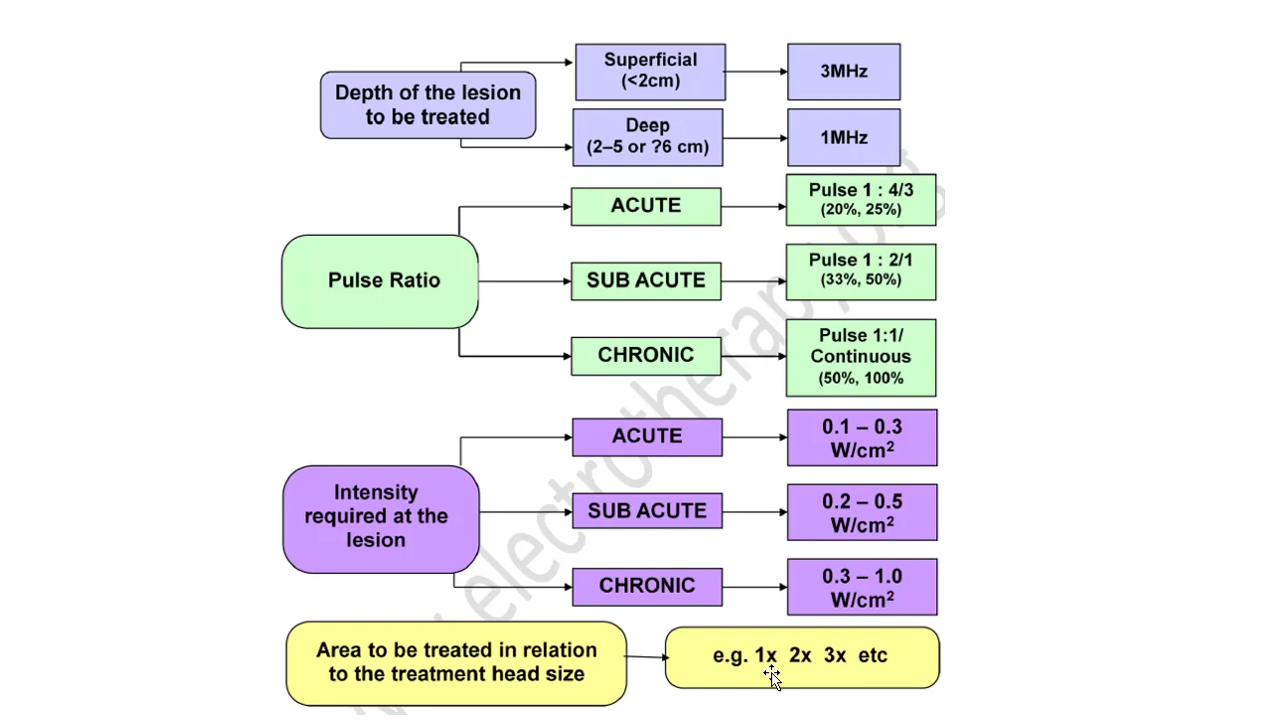 Depth of the lesion
to be treated
Superficial
(<2cm)
3MHz
Deep
(2–5 or ?6 cm)
1MHz
Pulse Ratio
ACUTE
Pulse 1 : 4/3
(20%, 25%)
SUB ACUTE
Pulse 1 : 2/1
(33%, 50%)
CHRONIC
Pulse 1:1/
Continuous
(50%, 100%
Intensity
required at the
lesion
ACUTE
0.1 – 0.3
W/cm²
SUB ACUTE
0.2 – 0.5
W/cm²
CHRONIC
0.3 – 1.0
W/cm²
Area to be treated in relation
to the treatment head size
e.g. 1x 2x 3x etc